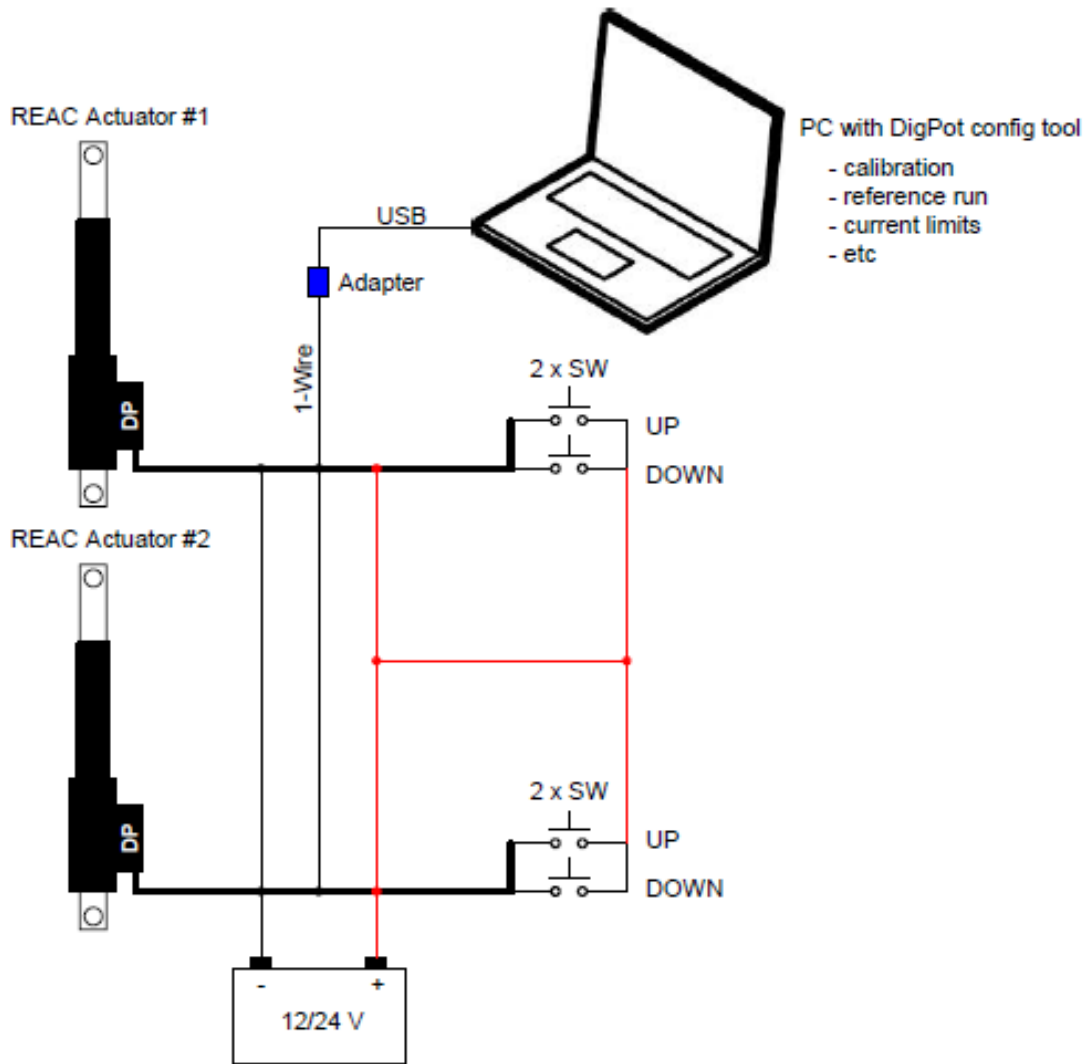 REAC Actuator #1
PC with DigPot config tool
- calibration
- reference run
- current limits
- etc
USB
Adapter
1-Wire
2 x SW
UP
DOWN
DP
REAC Actuator #2
2 x SW
UP
DOWN
DP
- +
12/24 V